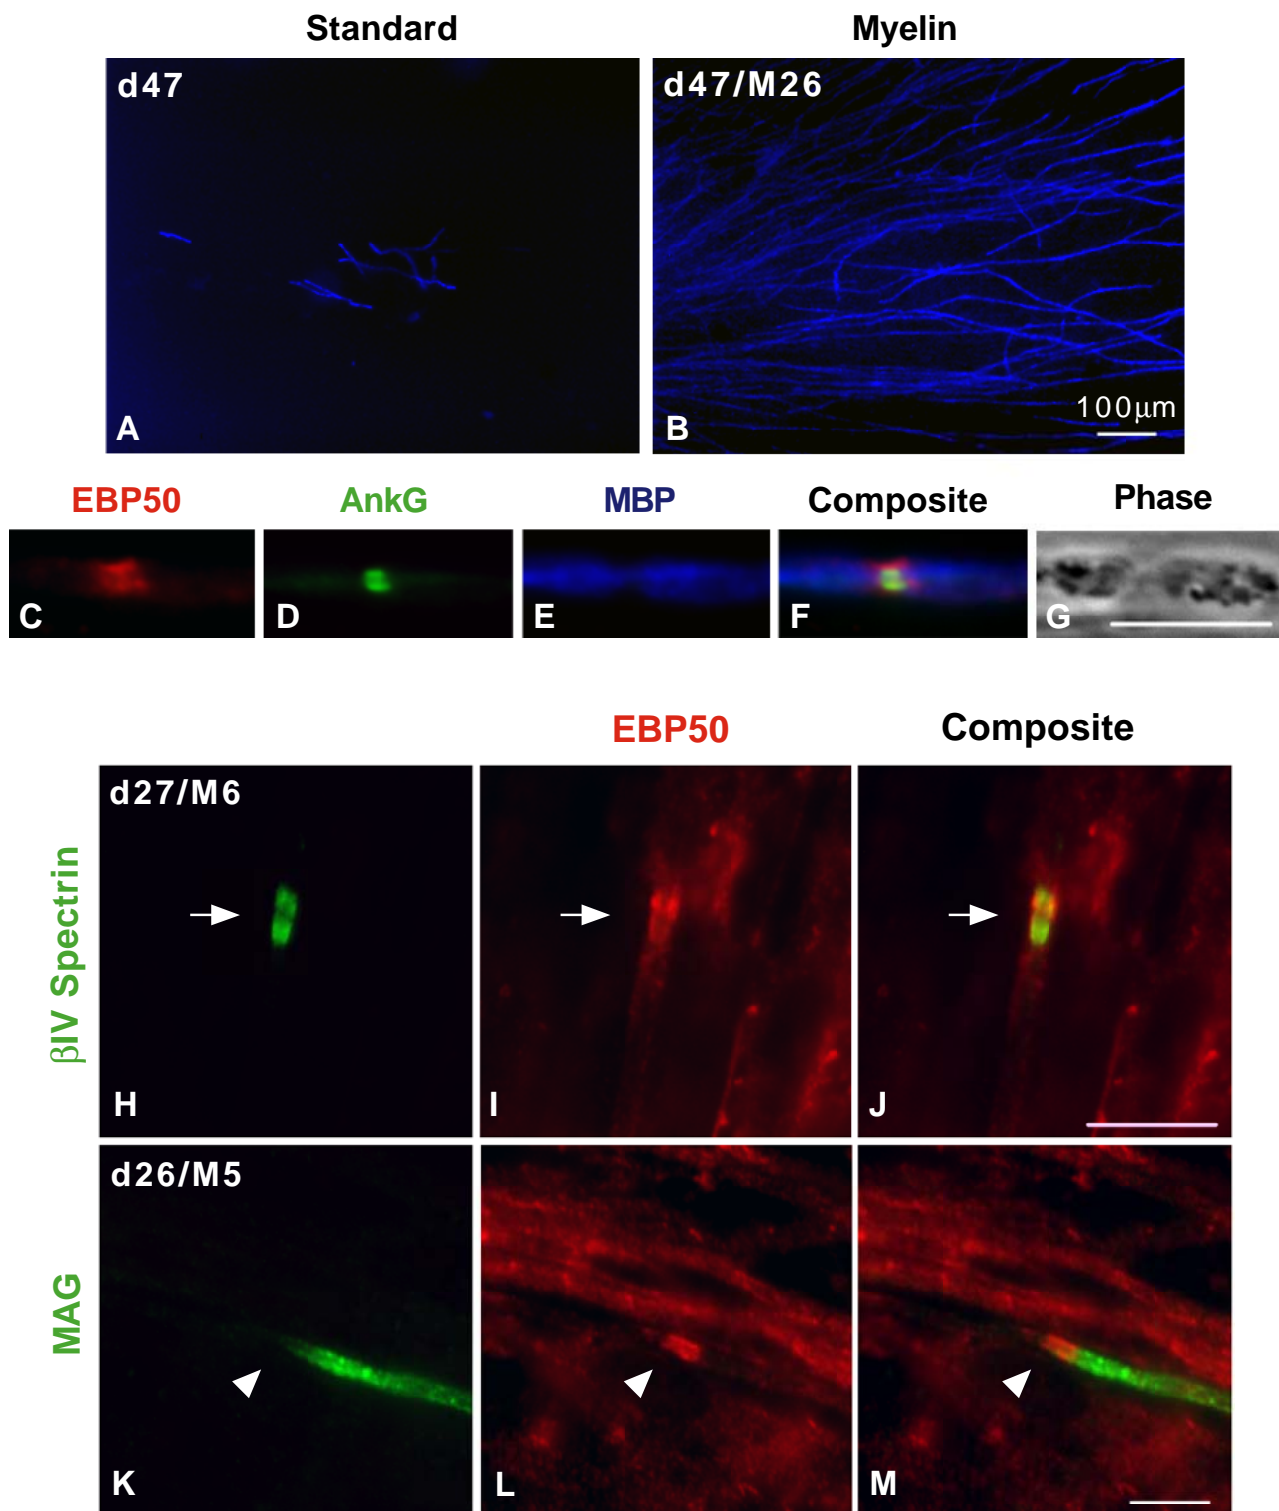 Standard Myelin
d47 d47/M26
100μm
A B
EBP50 AnkG MBP Composite Phase
C D E F G
EBP50 Composite
d27/M6
βIV Spectrin
H I J
d26/M5
MAG
K L M